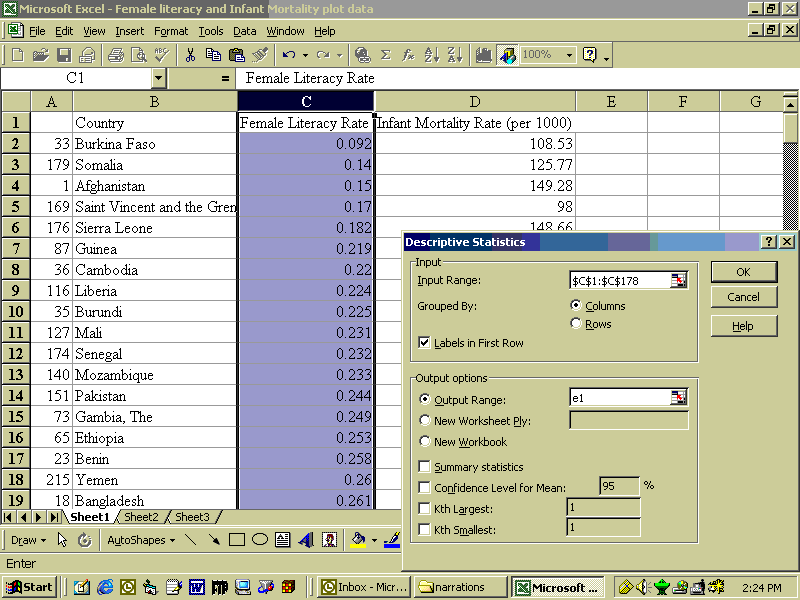 Microsoft Excel - Female literacy and Infant Mortality plot data
File Edit View Insert Format Tools Data Window Help
100%
C1 = Female Literacy Rate
A B C D E F G
1 Country Female Literacy Rate Infant Mortality Rate (per 1000)
2 33 Burkina Faso 0.092 108.53
3 179 Somalia 0.14 125.77
4 1 Afghanistan 0.15 149.28
5 169 Saint Vincent and the Gren 0.17 98
6 176 Sierra Leone 0.182 148.66
7 87 Guinea 0.219
8 36 Cambodia 0.22
9 116 Liberia 0.224
10 35 Burundi 0.225
11 127 Mali 0.231
12 174 Senegal 0.232
13 140 Mozambique 0.233
14 151 Pakistan 0.244
15 73 Gambia, The 0.249
16 65 Ethiopia 0.253
17 23 Benin 0.258
18 215 Yemen 0.26
19 18 Bangladesh 0.261
Descriptive Statistics
Input
Input Range: $C$1:$C$178
Grouped By: Columns
Rows
Labels in First Row
OK
Cancel
Help
Output options
Output Range: e1
New Worksheet Ply:
New Workbook
Summary statistics
Confidence Level for Mean: 95 %
Kth Largest: 1
Kth Smallest: 1
Sheet1 Sheet2 Sheet3
Draw AutoShapes
Enter
Start Inbox - Micr... narrations Microsoft ... 2:24 PM